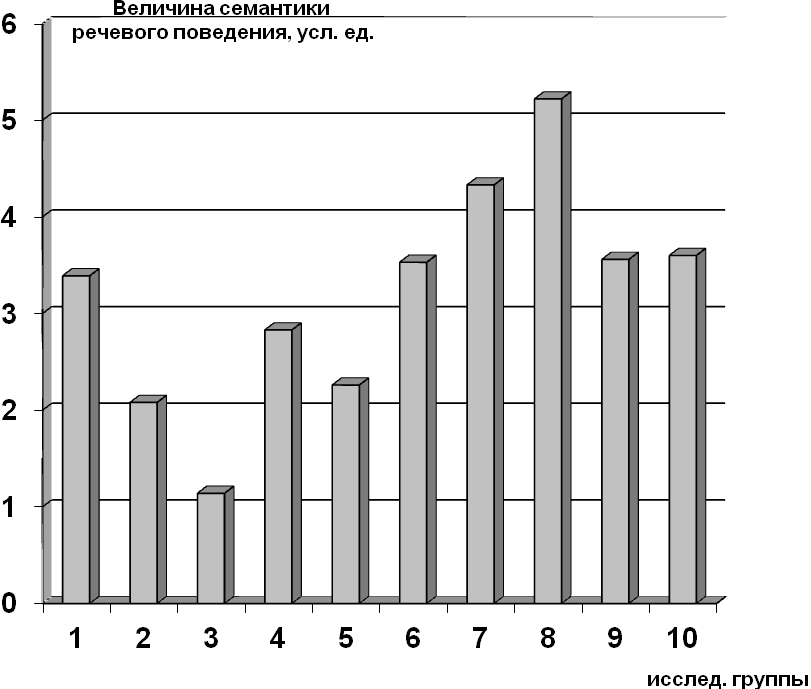 Величина семантики
речевого поведения, усл. ед.
6
5
4
3
2
1
0
1 2 3 4 5 6 7 8 9 10
исслед. группы